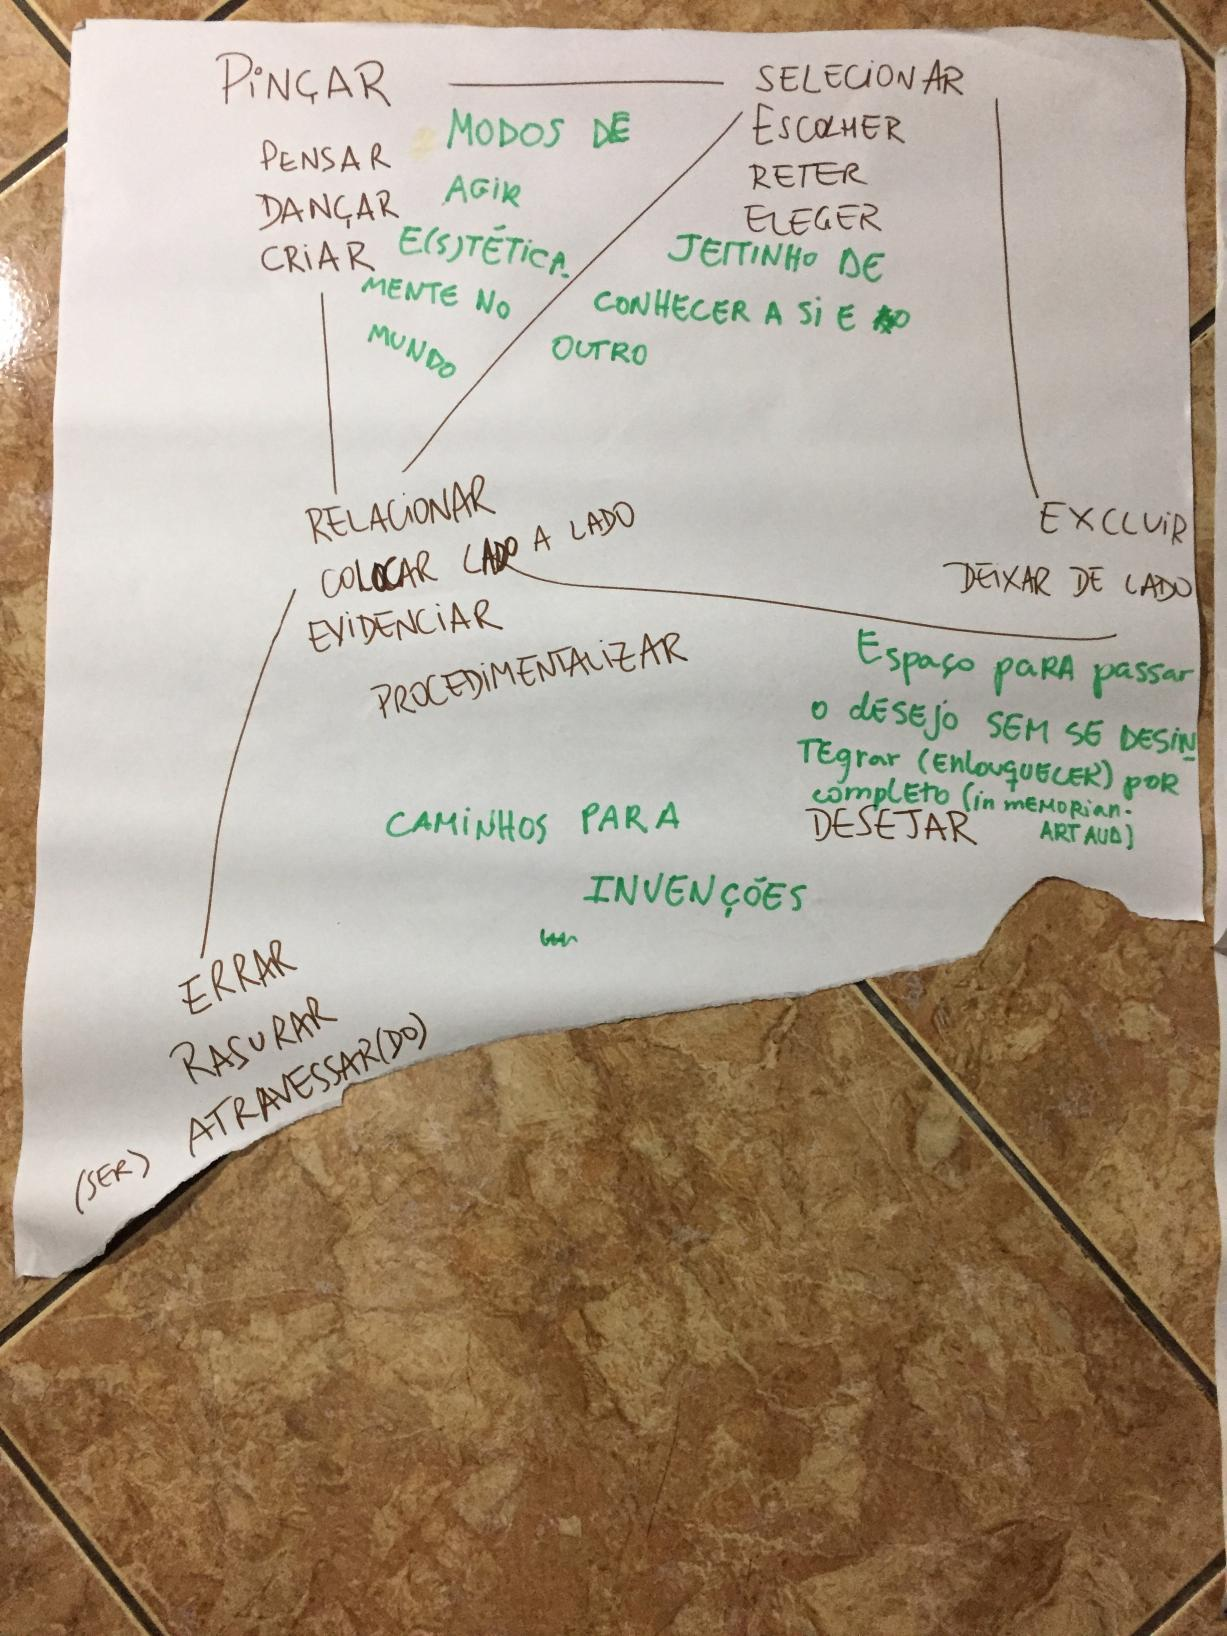 PINÇAR
PENSAR
DANÇAR
CRIAR
MODOS DE
AGIR
E(S)TÉTICA
MENTE NO
MUNDO
SELECIONAR
ESCOLHER
RETER
ELEGER
JEITINHO DE
CONHECER A SI E AO
OUTRO
RELACIONAR
COLOCAR LADO A LADO
EVIDENCIAR
PROCEDIMENTALIZAR
EXCLUIR
DEIXAR DE LADO
ESPAÇO PARA passar
O DESEJO SEM SE DESIN
TEgrar (ENLOUQUECER) POR
completo (in MEMORIAN.
ARTAUD)
DESEJAR
CAMINHOS PARA
INVENÇÕES
ERRAR
RASURAR
ATRAVESSAR(DO)
(SER)